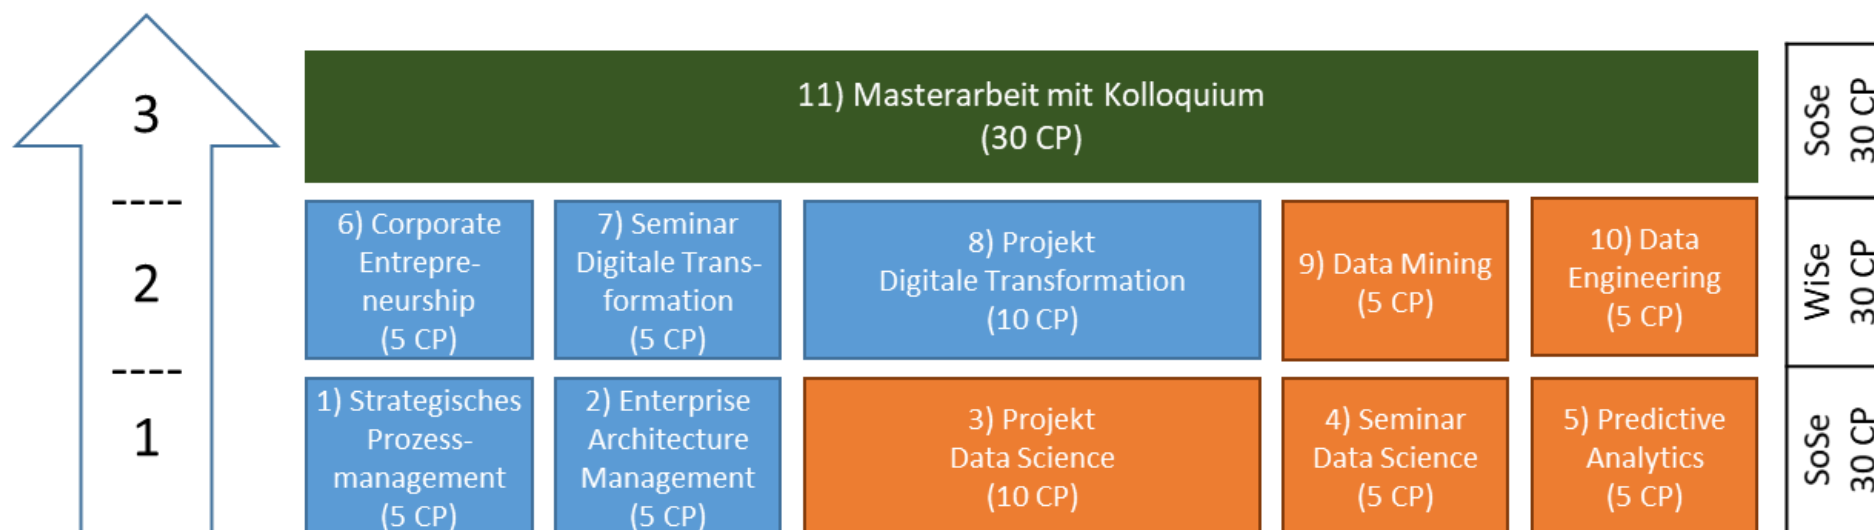 3
----
2
----
1
11) Masterarbeit mit Kolloquium
(30 CP)
6) Corporate
Entrepre-
neurship
(5 CP)
7) Seminar
Digitale Trans-
formation
(5 CP)
8) Projekt
Digitale Transformation
(10 CP)
9) Data Mining
(5 CP)
10) Data
Engineering
(5 CP)
1) Strategisches
Prozess-
management
(5 CP)
2) Enterprise
Architecture
Management
(5 CP)
3) Projekt
Data Science
(10 CP)
4) Seminar
Data Science
(5 CP)
5) Predictive
Analytics
(5 CP)
SoSe
30 CP
WiSe
30 CP
SoSe
30 CP